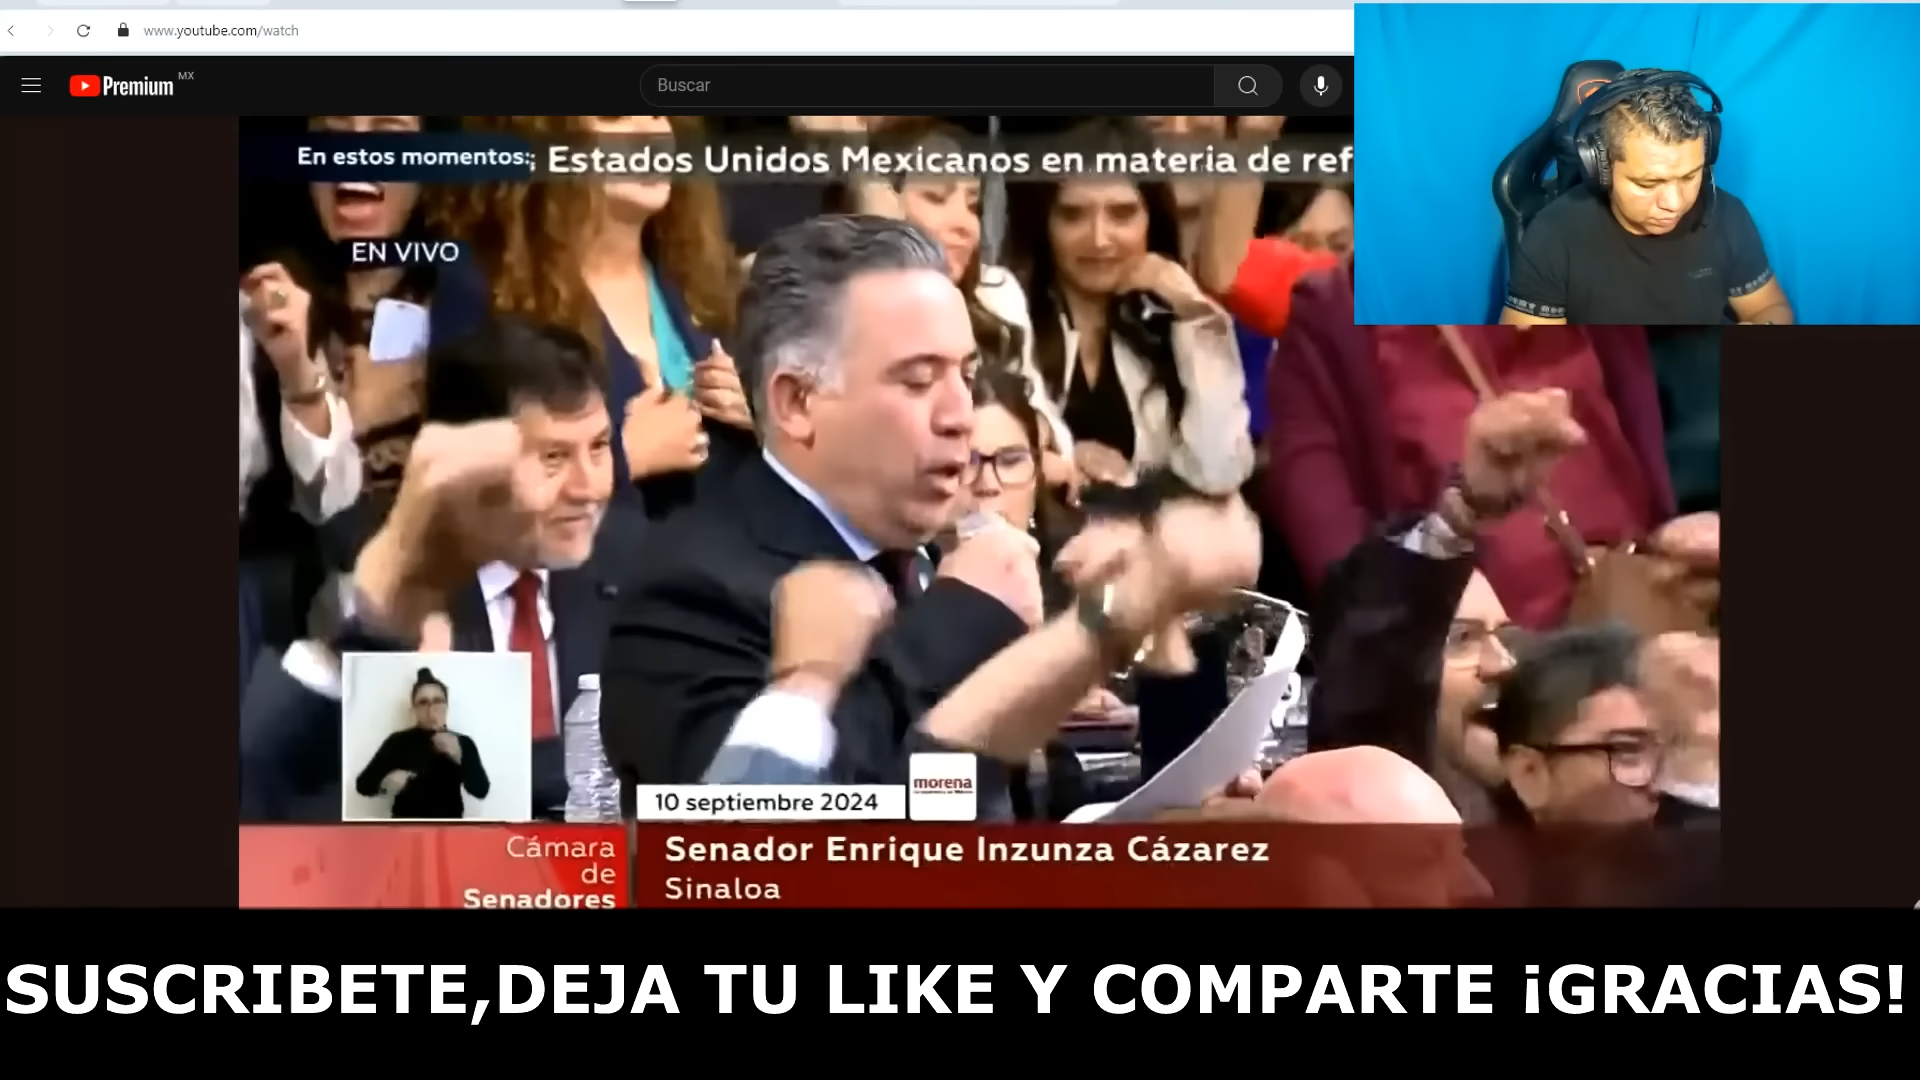 www.youtube.com/watch
Premium MX
Buscar
En estos momentos: Estados Unidos Mexicanos en materia de ref
EN VIVO
morena
10 septiembre 2024
Cámara
de
Senadores
Senador Enrique Inzunza Cázarez
Sinaloa
SUSCRIBETE,DEJA TU LIKE Y COMPARTE ¡GRACIAS!